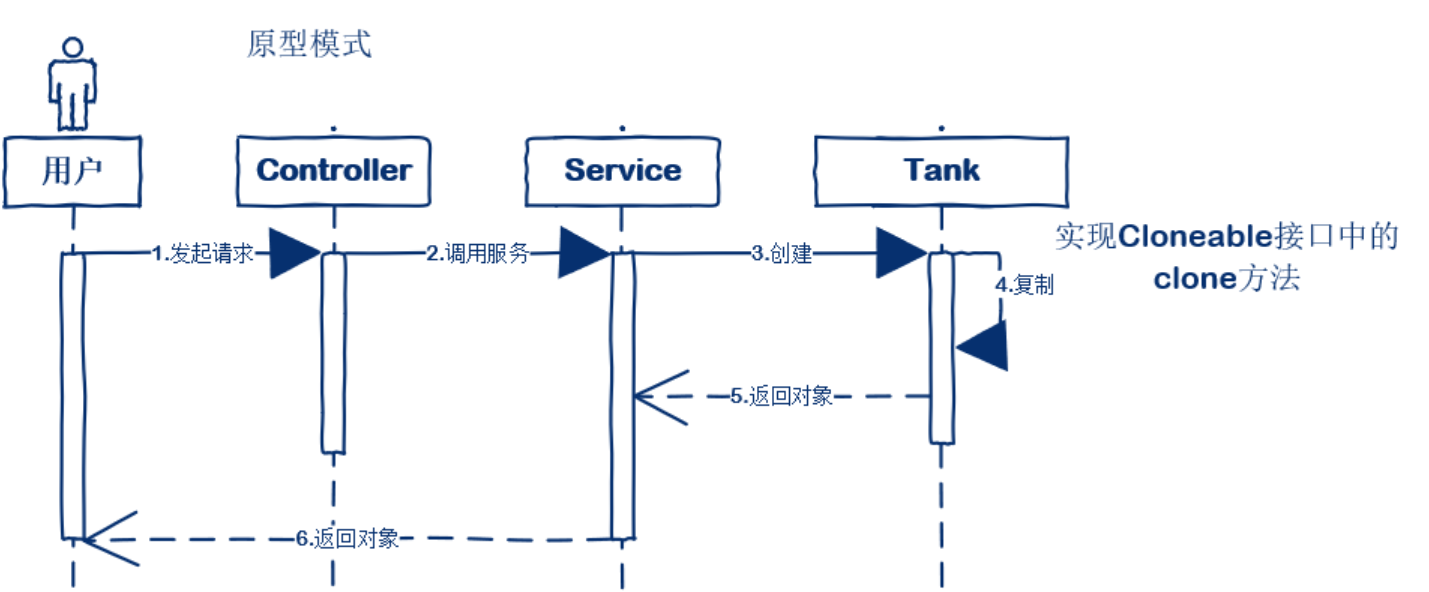 原型模式
用户
Controller
Service
Tank
实现Cloneable接口中的
clone方法
1.发起请求
2.调用服务
3.创建
4.复制
5.返回对象
6.返回对象